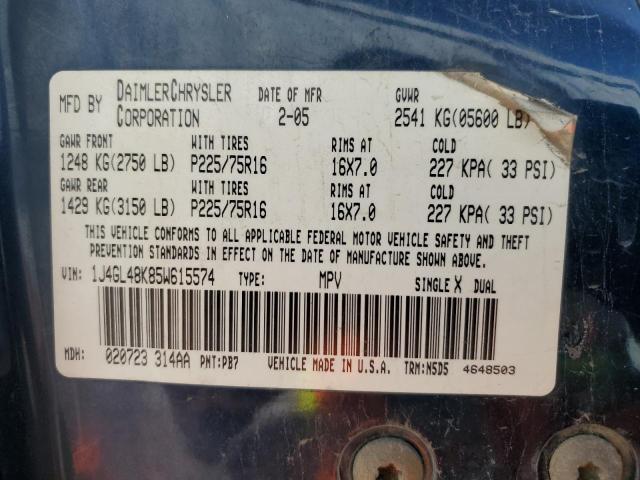 MFD BY DAIMLERCHRYSLER CORPORATION DATE OF MFR 2-05 GVWR 2541 KG(05600 LB)
GAWR FRONT WITH TIRES RIMS AT COLD
1248 KG(2750 LB) P225/75R16 16X7.0 227 KPA( 33 PSI)
GAWR REAR WITH TIRES RIMS AT COLD
1429 KG(3150 LB) P225/75R16 16X7.0 227 KPA( 33 PSI)
THIS VEHICLE CONFORMS TO ALL APPLICABLE FEDERAL MOTOR VEHICLE SAFETY AND THEFT
PREVENTION STANDARDS IN EFFECT ON THE DATE OF MANUFACTURE SHOWN ABOVE.
VIN: 1J4GL48K85W615574 TYPE: MPV SINGLE X DUAL
MDH: 020723 314AA PNT:PB7 VEHICLE MADE IN U.S.A. TRM:N5D5 4648503